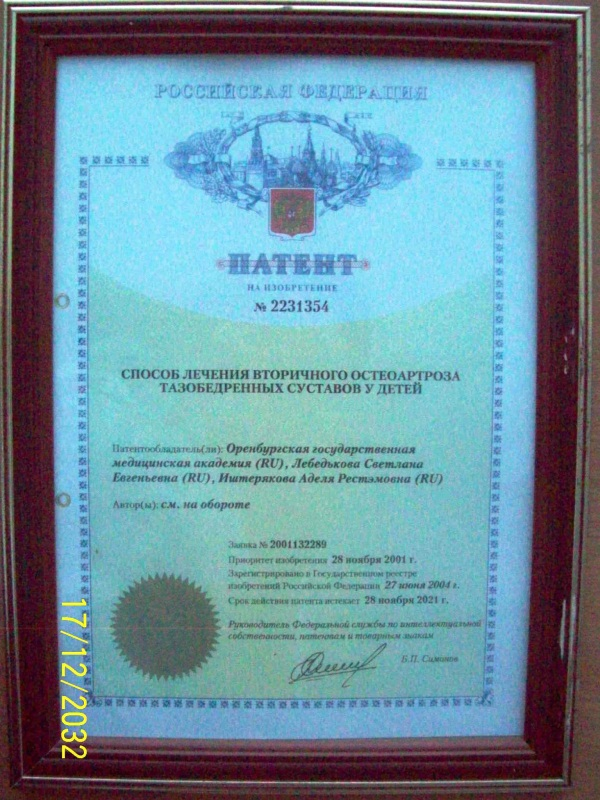 РОССИЙСКАЯ ФЕДЕРАЦИЯ
ПАТЕНТ
НА ИЗОБРЕТЕНИЕ
№ 2231354
СПОСОБ ЛЕЧЕНИЯ ВТОРИЧНОГО ОСТЕОАРТРОЗА
ТАЗОБЕДРЕННЫХ СУСТАВОВ У ДЕТЕЙ
Патентообладатель(ли): Оренбургская государственная
медицинская академия (RU), Лебедькова Светлана
Евгеньевна (RU), Иштерякова Аделя Рестэмовна (RU)
Автор(ы): см. на обороте
Заявка № 2001132289
Приоритет изобретения 28 ноября 2001 г.
Зарегистрировано в Государственном реестре
изобретений Российской Федерации 27 июня 2004 г.
Срок действия патента истекает 28 ноября 2021 г.
Руководитель Федеральной службы по интеллектуальной
собственности, патентам и товарным знакам
Б.П. Симонов
17/12/2032